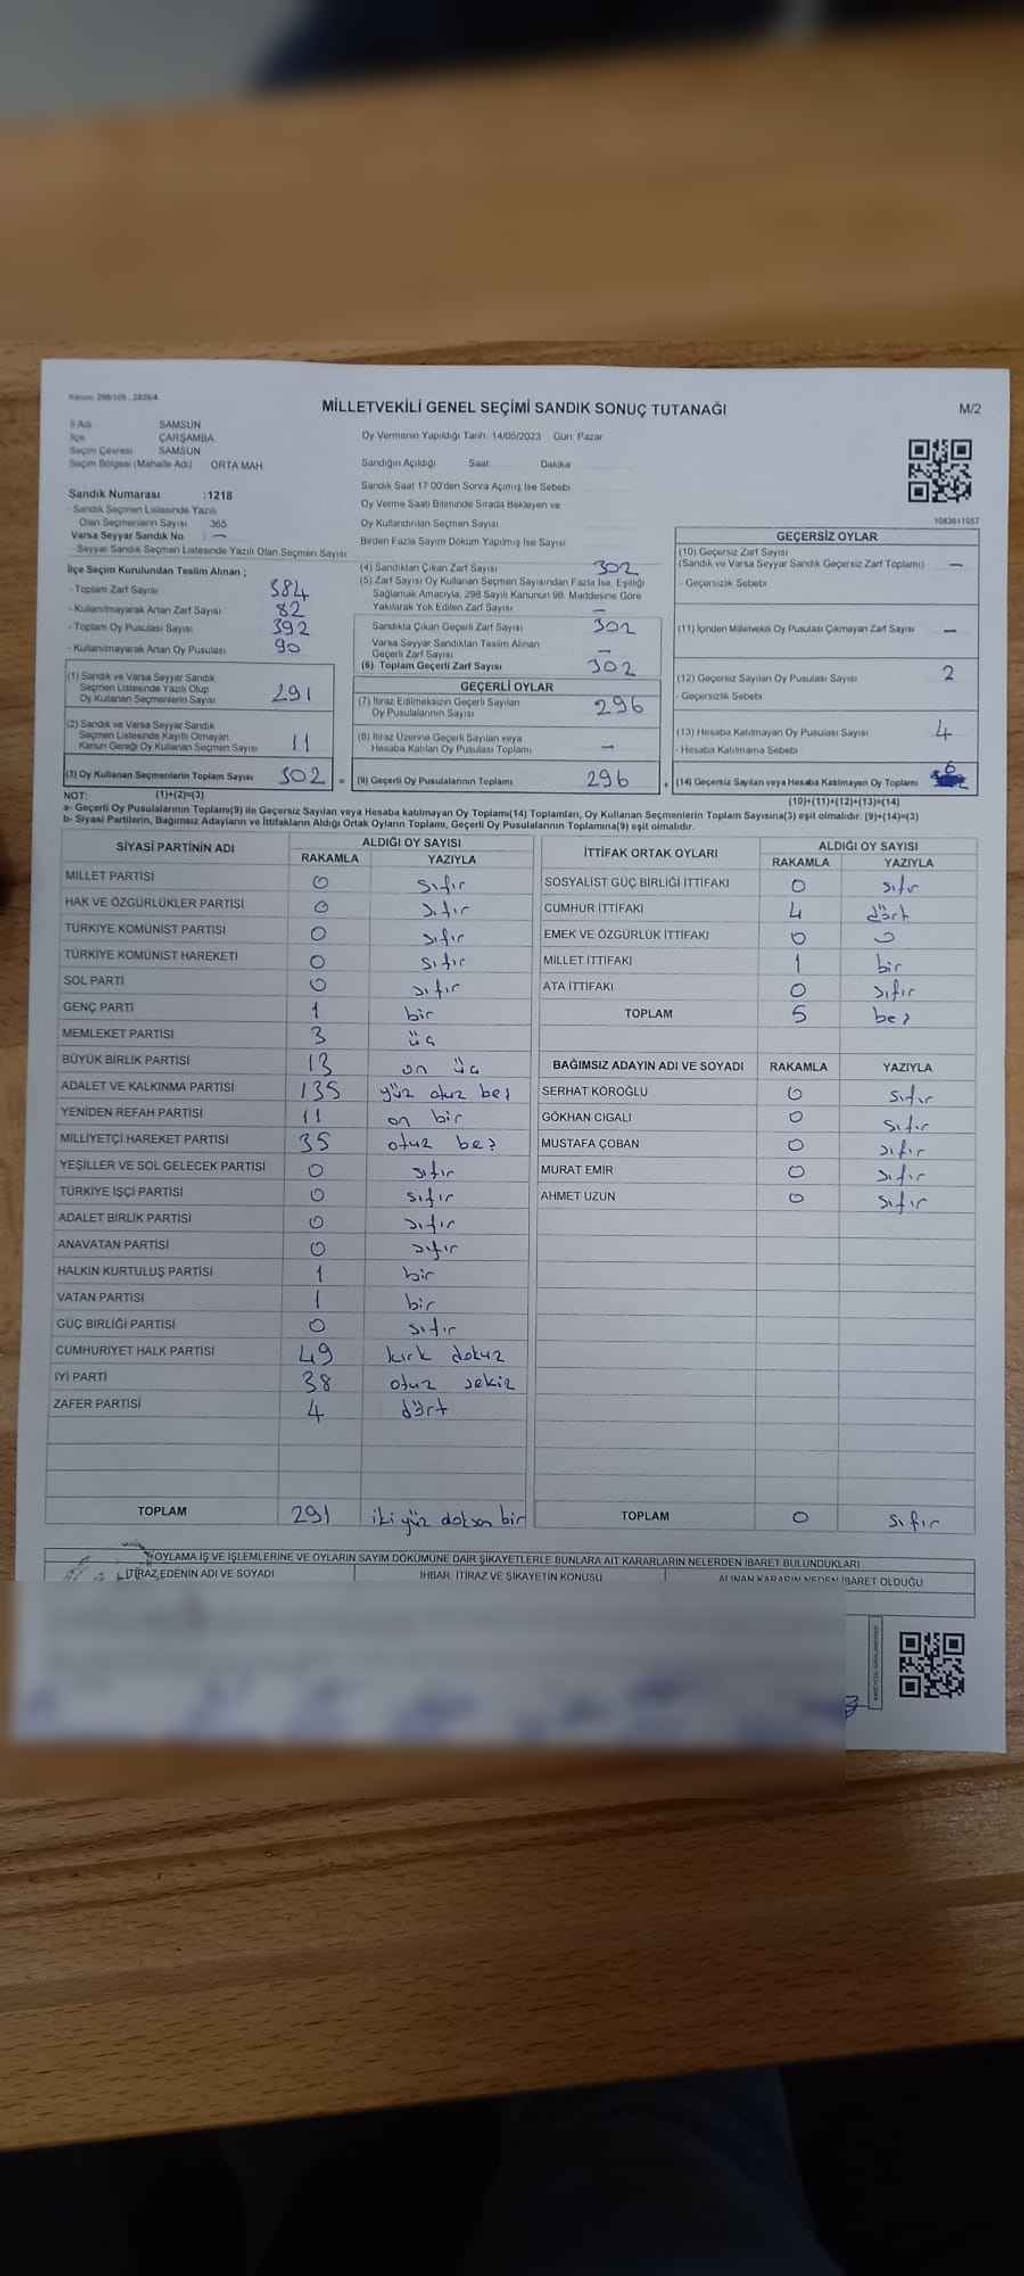 Kanun: 298/105, 2839/4
MİLLETVEKİLİ GENEL SEÇİMİ SANDIK SONUÇ TUTANAĞI
M/2
İl Adı SAMSUN
İlçe ÇARŞAMBA
Seçim Çevresi SAMSUN
Seçim Bölgesi (Mahalle Adı) ORTA MAH.
Sandık Numarası :1218
- Sandık Seçmen Listesinde Yazılı
Olan Seçmenlerin Sayısı 365
Varsa Seyyar Sandık No : —
- Seyyar Sandık Seçmen Listesinde Yazılı Olan Seçmen Sayısı
Oy Vermenin Yapıldığı Tarih: 14/05/2023 Gün: Pazar
Sandığın Açıldığı Saat Dakika
Sandık Saat 17:00'den Sonra Açılmış İse Sebebi
Oy Verme Saati Bitiminde Sırada Bekleyen ve
Oy Kullandırılan Seçmen Sayısı
Birden Fazla Sayım Döküm Yapılmış İse Sayısı
İlçe Seçim Kurulundan Teslim Alınan ;
- Toplam Zarf Sayısı 384
- Kullanılmayarak Artan Zarf Sayısı 82
- Toplam Oy Pusulası Sayısı 392
- Kullanılmayarak Artan Oy Pusulası 90
(1) Sandık ve Varsa Seyyar Sandık
Seçmen Listesinde Yazılı Olup
Oy Kullanan Seçmenlerin Sayısı 291
(2) Sandık ve Varsa Seyyar Sandık
Seçmen Listesinde Kayıtlı Olmayan
Kanun Gereği Oy Kullanan Seçmen Sayısı 11
(3) Oy Kullanan Seçmenlerin Toplam Sayısı 302 =
(4) Sandıktan Çıkan Zarf Sayısı 302
(5) Zarf Sayısı Oy Kullanan Seçmen Sayısından Fazla İse, Eşitliği
Sağlamak Amacıyla, 298 Sayılı Kanunun 98. Maddesine Göre
Yakılarak Yok Edilen Zarf Sayısı —
Sandıkta Çıkan Geçerli Zarf Sayısı 302
Varsa Seyyar Sandıktan Teslim Alınan
Geçerli Zarf Sayısı —
(6) Toplam Geçerli Zarf Sayısı 302
GEÇERLİ OYLAR
(7) İtiraz Edilmeksizin Geçerli Sayılan
Oy Pusulalarının Sayısı 296
(8) İtiraz Üzerine Geçerli Sayılan veya
Hesaba Katılan Oy Pusulası Toplamı —
(9) Geçerli Oy Pusulalarının Toplamı 296 +
1083611057
GEÇERSİZ OYLAR
(10) Geçersiz Zarf Sayısı
(Sandık ve Varsa Seyyar Sandık Geçersiz Zarf Toplamı) —
- Geçersizlik Sebebi
(11) İçinden Milletvekili Oy Pusulası Çıkmayan Zarf Sayısı —
(12) Geçersiz Sayılan Oy Pusulası Sayısı 2
- Geçersizlik Sebebi
(13) Hesaba Katılmayan Oy Pusulası Sayısı 4
- Hesaba Katılmama Sebebi
(14) Geçersiz Sayılan veya Hesaba Katılmayan Oy Toplamı 6
NOT: (1)+(2)=(3)
(10)+(11)+(12)+(13)=(14)
a- Geçerli Oy Pusulalarının Toplamı(9) ile Geçersiz Sayılan veya Hesaba katılmayan Oy Toplamı(14) Toplamları, Oy Kullanan Seçmenlerin Toplam Sayısına(3) eşit olmalıdır. (9)+(14)=(3)
b- Siyasi Partilerin, Bağımsız Adayların ve İttifakların Aldığı Ortak Oyların Toplamı, Geçerli Oy Pusulalarının Toplamına(9) eşit olmalıdır.
SİYASİ PARTİNİN ADI ALDIĞI OY SAYISI
RAKAMLA YAZIYLA
MİLLET PARTİSİ 0 sıfır
HAK VE ÖZGÜRLÜKLER PARTİSİ 0 sıfır
TÜRKİYE KOMÜNİST PARTİSİ 0 sıfır
TÜRKİYE KOMÜNİST HAREKETİ 0 sıfır
SOL PARTİ 0 sıfır
GENÇ PARTİ 1 bir
MEMLEKET PARTİSİ 3 üç
BÜYÜK BİRLİK PARTİSİ 13 on üç
ADALET VE KALKINMA PARTİSİ 135 yüz otuz beş
YENİDEN REFAH PARTİSİ 11 on bir
MİLLİYETÇİ HAREKET PARTİSİ 35 otuz beş
YEŞİLLER VE SOL GELECEK PARTİSİ 0 sıfır
TÜRKİYE İŞÇİ PARTİSİ 0 sıfır
ADALET BİRLİK PARTİSİ 0 sıfır
ANAVATAN PARTİSİ 0 sıfır
HALKIN KURTULUŞ PARTİSİ 1 bir
VATAN PARTİSİ 1 bir
GÜÇ BİRLİĞİ PARTİSİ 0 sıfır
CUMHURİYET HALK PARTİSİ 49 kırk dokuz
İYİ PARTİ 38 otuz sekiz
ZAFER PARTİSİ 4 dört
TOPLAM 291 iki yüz doksan bir
İTTİFAK ORTAK OYLARI ALDIĞI OY SAYISI
RAKAMLA YAZIYLA
SOSYALİST GÜÇ BİRLİĞİ İTTİFAKI 0 sıfır
CUMHUR İTTİFAKI 4 dört
EMEK VE ÖZGÜRLÜK İTTİFAKI 0 0
MİLLET İTTİFAKI 1 bir
ATA İTTİFAKI 0 sıfır
TOPLAM 5 beş
BAĞIMSIZ ADAYIN ADI VE SOYADI RAKAMLA YAZIYLA
SERHAT KÖROĞLU 0 sıfır
GÖKHAN CIGALI 0 sıfır
MUSTAFA ÇOBAN 0 sıfır
MURAT EMİR 0 sıfır
AHMET UZUN 0 sıfır
TOPLAM 0 sıfır
OYLAMA İŞ VE İŞLEMLERİNE VE OYLARIN SAYIM DÖKÜMÜNE DAİR ŞİKAYETLERLE BUNLARA AİT KARARLARIN NELERDEN İBARET BULUNDUKLARI
İTİRAZ EDENİN ADI VE SOYADI İHBAR, İTİRAZ VE ŞİKAYETİN KONUSU ALINAN KARARIN NEDEN İBARET OLDUĞU